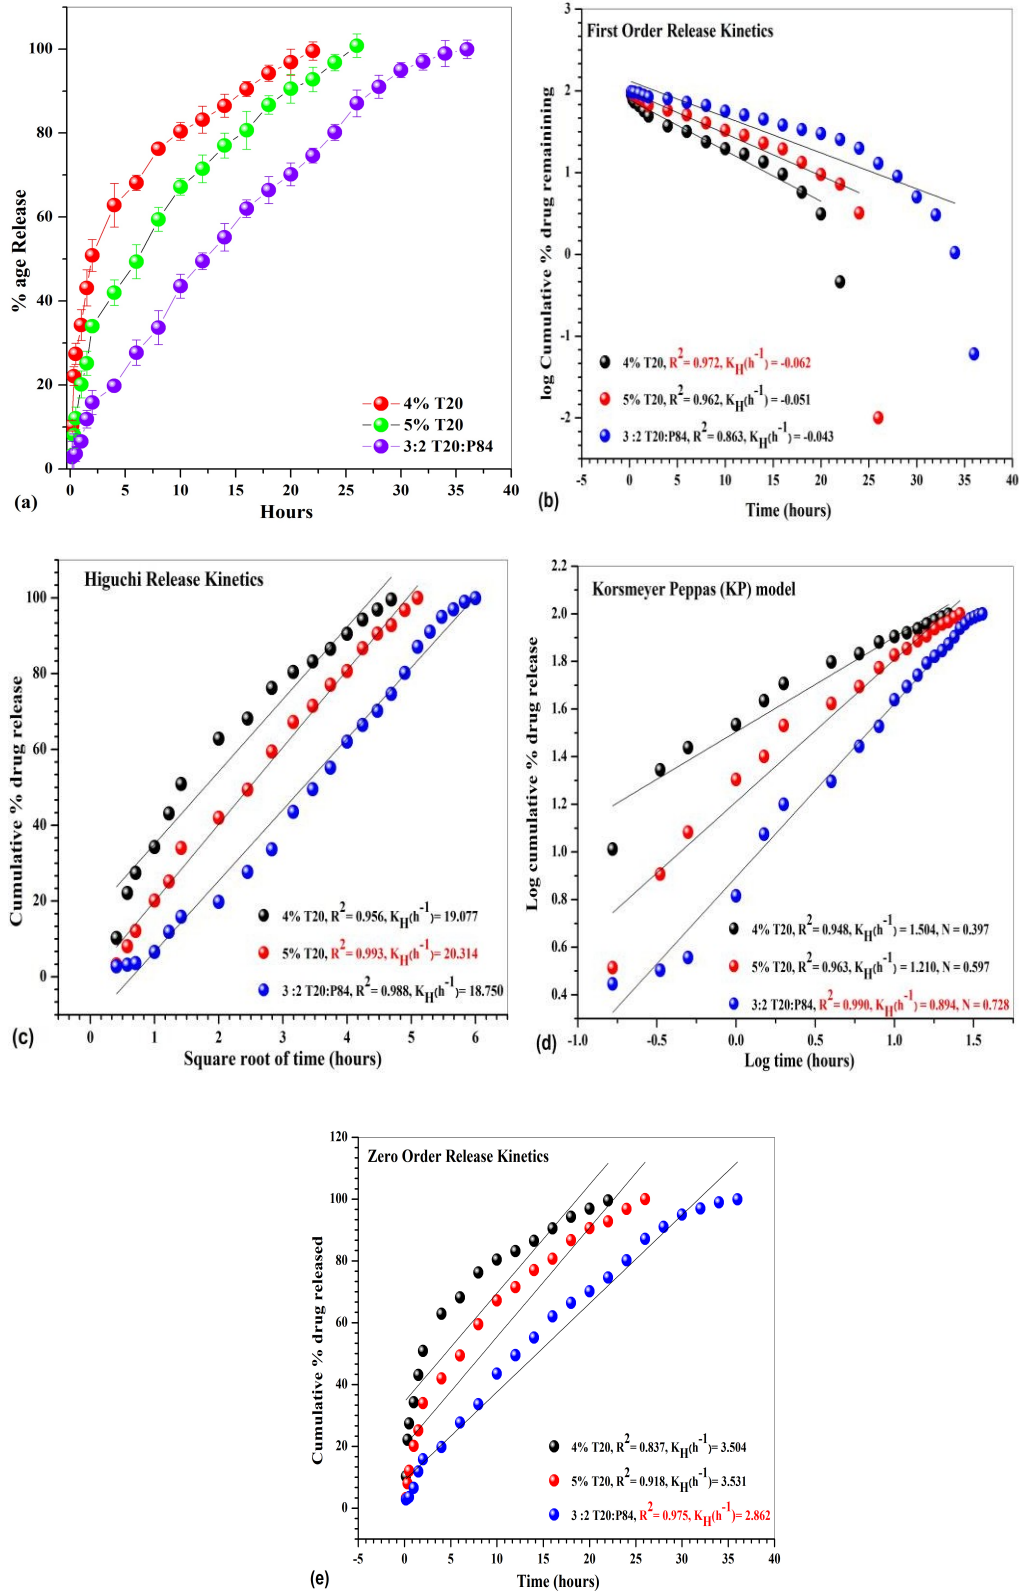 100
80
60
40
20
0
% age Release
4% T20
5% T20
3:2 T20:P84
0 5 10 15 20 25 30 35 40
Hours
(a)
3
2
1
0
-1
-2
log Cumulative % drug remaining
First Order Release Kinetics
4% T20, R²= 0.972, K_H(h⁻¹) = -0.062
5% T20, R²= 0.962, K_H(h⁻¹) = -0.051
3 :2 T20:P84, R²= 0.863, K_H(h⁻¹) = -0.043
-5 0 5 10 15 20 25 30 35 40
Time (hours)
(b)
Higuchi Release Kinetics
100
80
60
40
20
0
Cumulative % drug release
4% T20, R²= 0.956, K_H(h⁻¹)= 19.077
5% T20, R²= 0.993, K_H(h⁻¹)= 20.314
3 :2 T20:P84, R²= 0.988, K_H(h⁻¹)= 18.750
0 1 2 3 4 5 6
Square root of time (hours)
(c)
2.2
2.0
1.8
1.6
1.4
1.2
1.0
0.8
0.6
0.4
Log cumulative % drug release
Korsmeyer Peppas (KP) model
4% T20, R²= 0.948, K_H(h⁻¹) = 1.504, N = 0.397
5% T20, R²= 0.963, K_H(h⁻¹) = 1.210, N = 0.597
3:2 T20:P84, R²= 0.990, K_H(h⁻¹) = 0.894, N = 0.728
-1.0 -0.5 0.0 0.5 1.0 1.5
Log time (hours)
(d)
120
100
80
60
40
20
0
Cumulative % drug released
Zero Order Release Kinetics
4% T20, R²= 0.837, K_H(h⁻¹)= 3.504
5% T20, R²= 0.918, K_H(h⁻¹)= 3.531
3 :2 T20:P84, R²= 0.975, K_H(h⁻¹)= 2.862
-5 0 5 10 15 20 25 30 35 40
Time (hours)
(e)